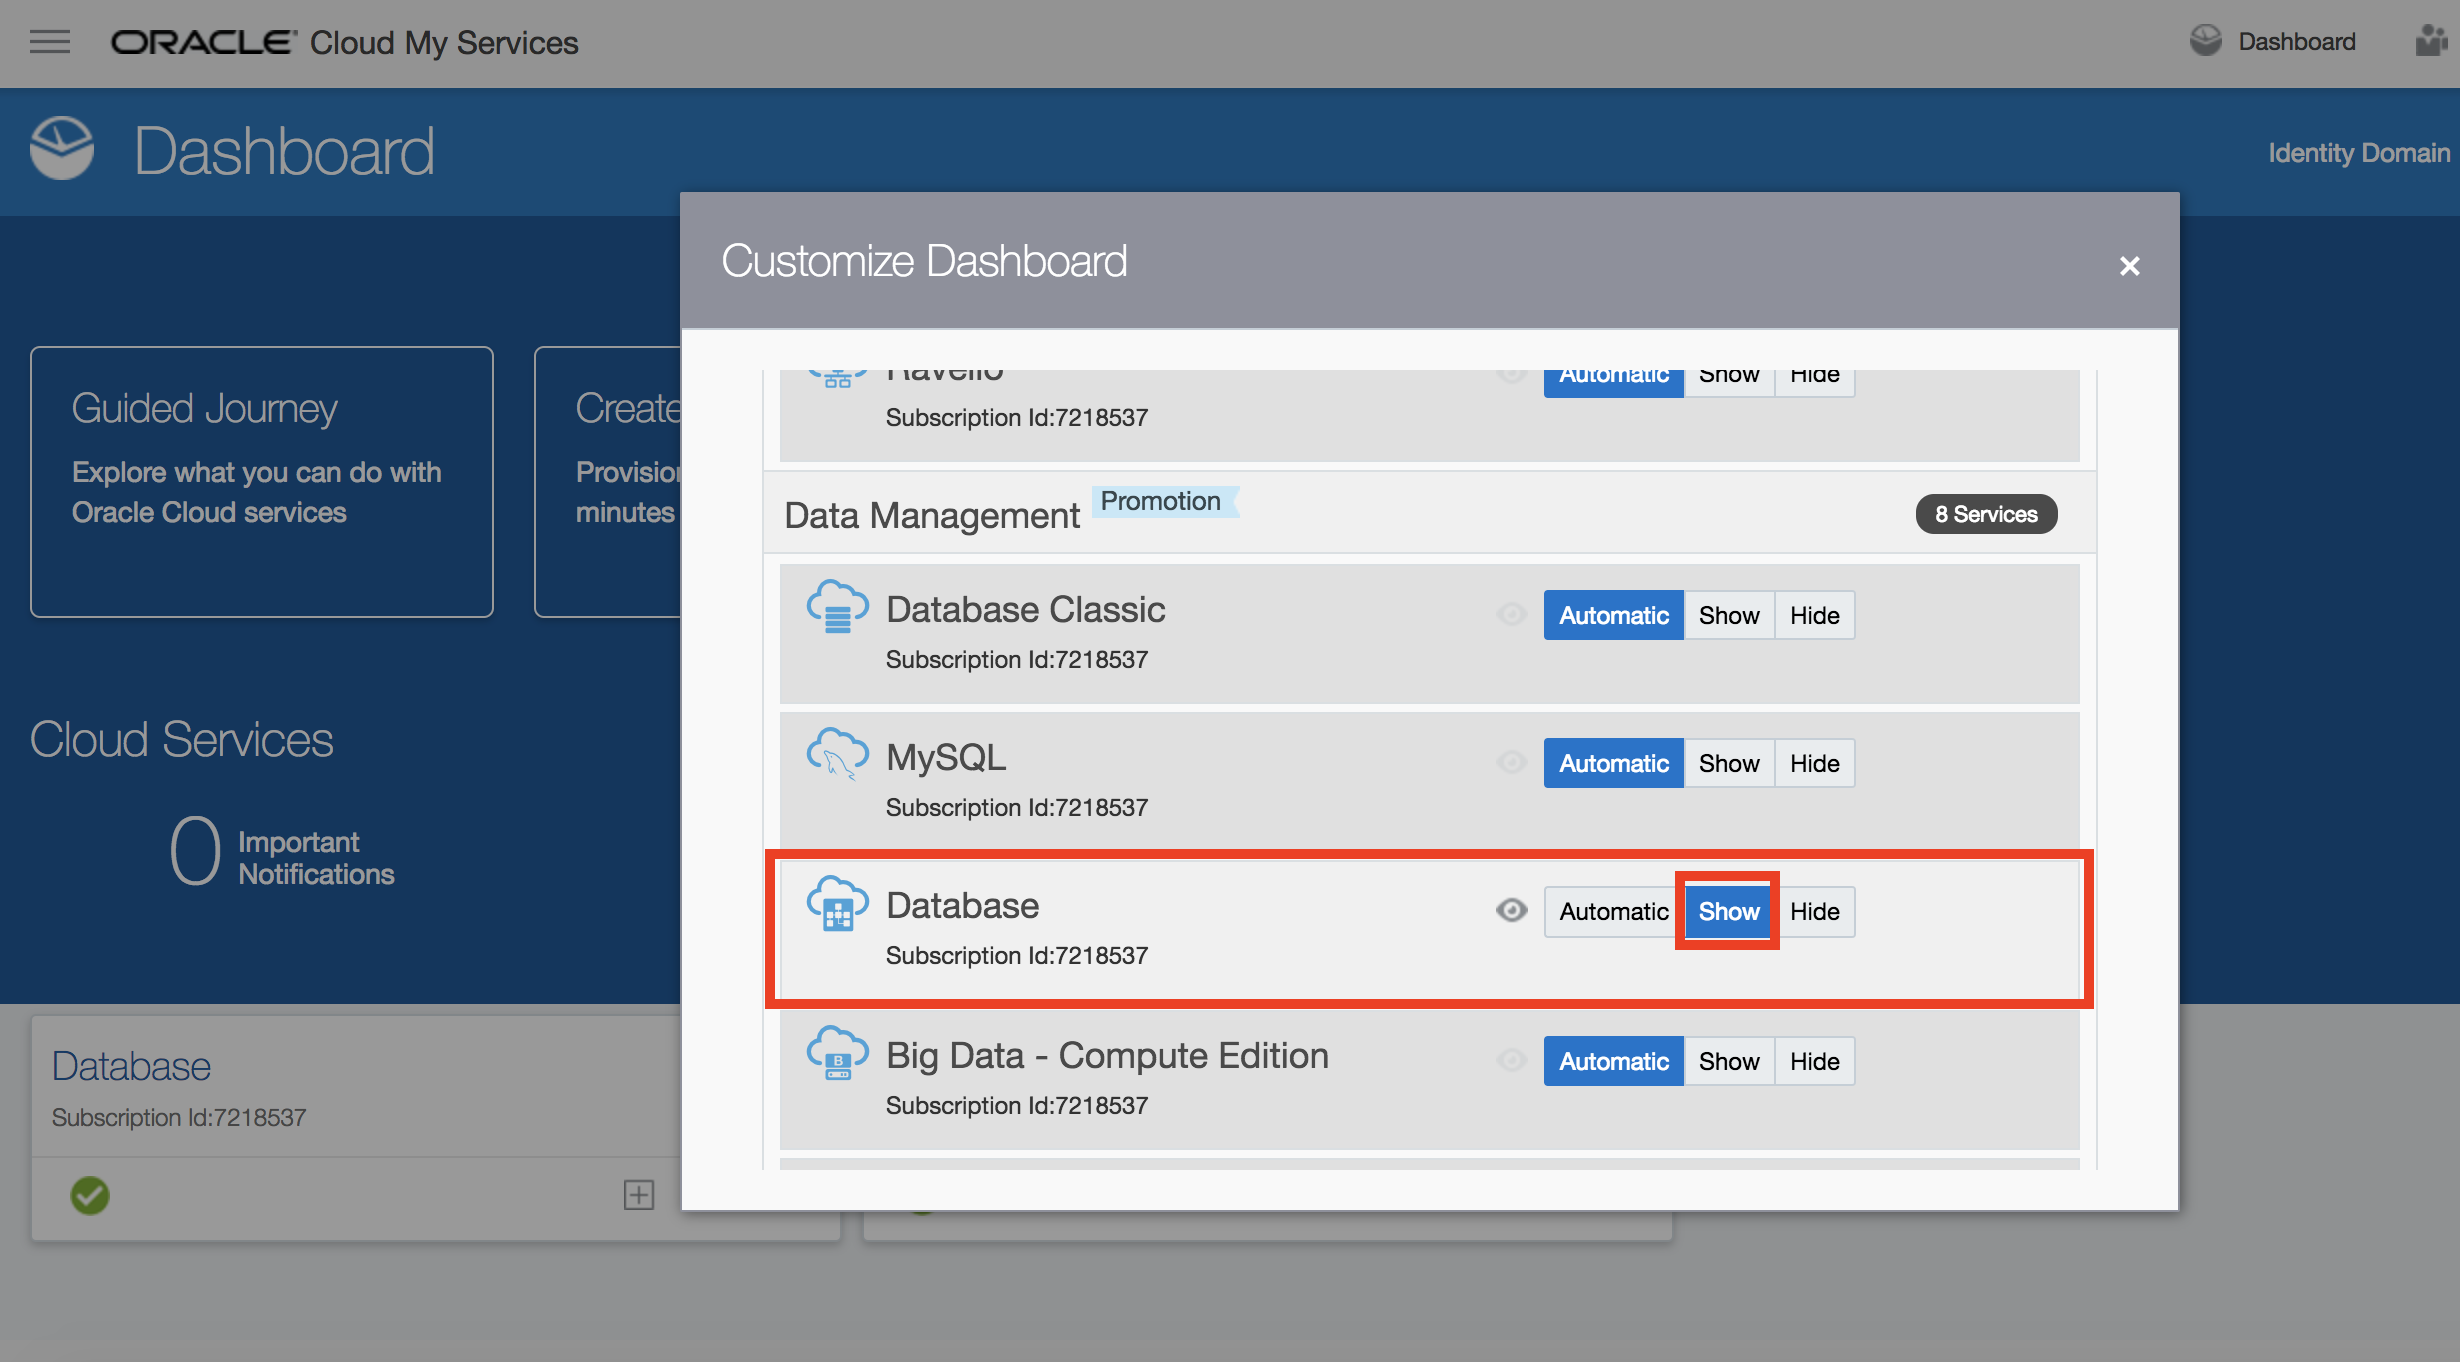 ORACLE Cloud My Services
Dashboard
Dashboard
Identity Domain
Customize Dashboard
×
Guided Journey
Explore what you can do with
Oracle Cloud services
Create
Provision
minutes
Cloud Services
0
Important
Notifications
Database
Subscription Id:7218537
Ravello
Automatic Show Hide
Subscription Id:7218537
Data Management Promotion
8 Services
Database Classic
Automatic Show Hide
Subscription Id:7218537
MySQL
Automatic Show Hide
Subscription Id:7218537
Database
Automatic Show Hide
Subscription Id:7218537
B
Big Data - Compute Edition
Automatic Show Hide
Subscription Id:7218537